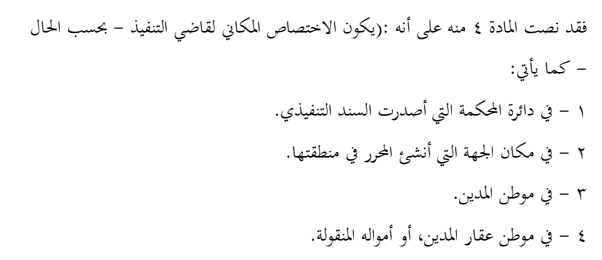 فقد نصت المادة ٤ منه على أنه :(يكون الاختصاص المكاني لقاضي التنفيذ – بحسب الحال
– كما يأتي:
١ – في دائرة المحكمة التي أصدرت السند التنفيذي.
٢ – في مكان الجهة التي أنشئ المحرر في منطقتها.
٣ – في موطن المدين.
٤ – في موطن عقار المدين، أو أمواله المنقولة.